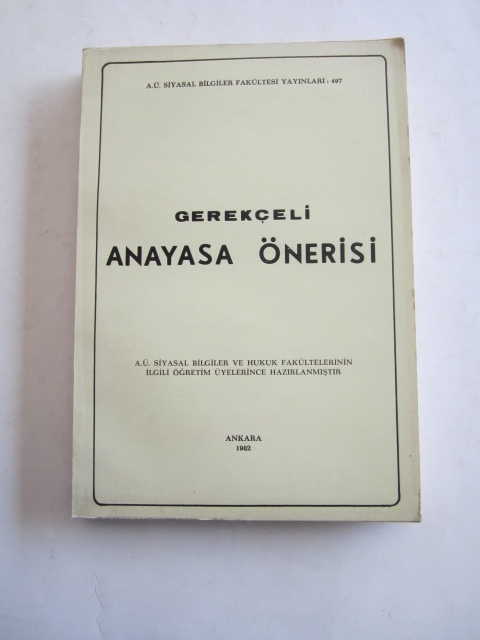 A.Ü. SİYASAL BİLGİLER FAKÜLTESİ YAYINLARI: 497
GEREKÇELİ
ANAYASA ÖNERİSİ
A.Ü. SİYASAL BİLGİLER VE HUKUK FAKÜLTELERİNİN
İLGİLİ ÖĞRETİM ÜYELERİNCE HAZIRLANMIŞTIR
ANKARA
1982